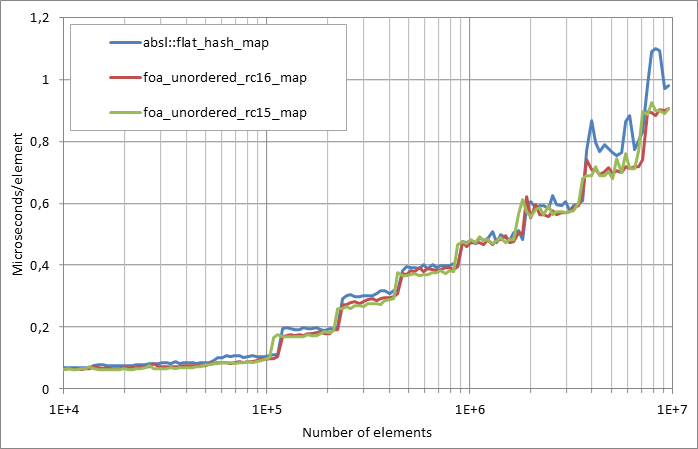 1,2
absl::flat_hash_map
foa_unordered_rc16_map
foa_unordered_rc15_map
1
0,8
0,6
0,4
0,2
0
Microseconds/element
1E+4 1E+5 1E+6 1E+7
Number of elements